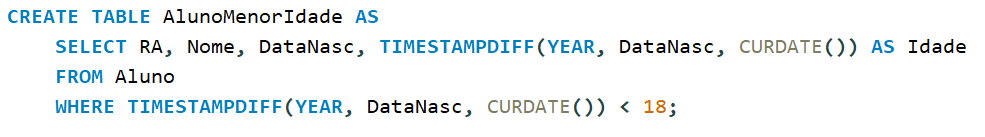 CREATE TABLE AlunoMenorIdade AS
SELECT RA, Nome, DataNasc, TIMESTAMPDIFF(YEAR, DataNasc, CURDATE()) AS Idade
FROM Aluno
WHERE TIMESTAMPDIFF(YEAR, DataNasc, CURDATE()) < 18;